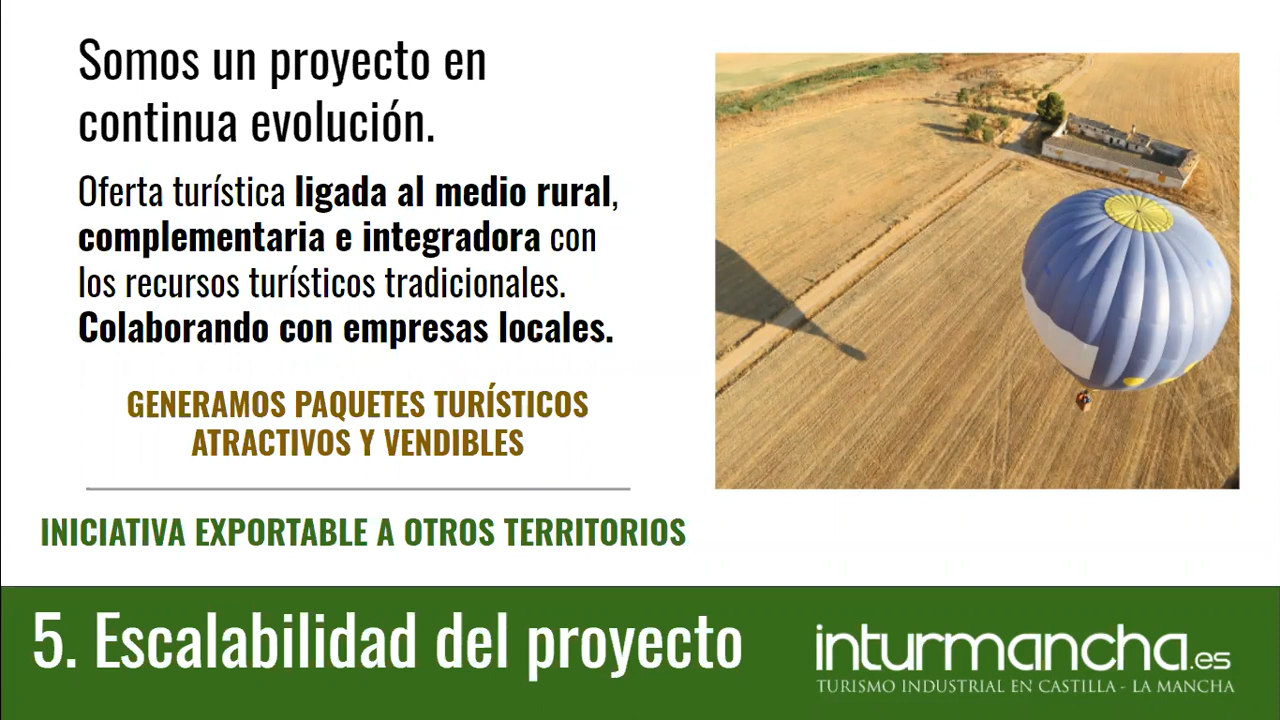 Somos un proyecto en
continua evolución.
Oferta turística ligada al medio rural,
complementaria e integradora con
los recursos turísticos tradicionales.
Colaborando con empresas locales.
GENERAMOS PAQUETES TURÍSTICOS
ATRACTIVOS Y VENDIBLES
INICIATIVA EXPORTABLE A OTROS TERRITORIOS
5. Escalabilidad del proyecto
inturmancha.es
TURISMO INDUSTRIAL EN CASTILLA - LA MANCHA